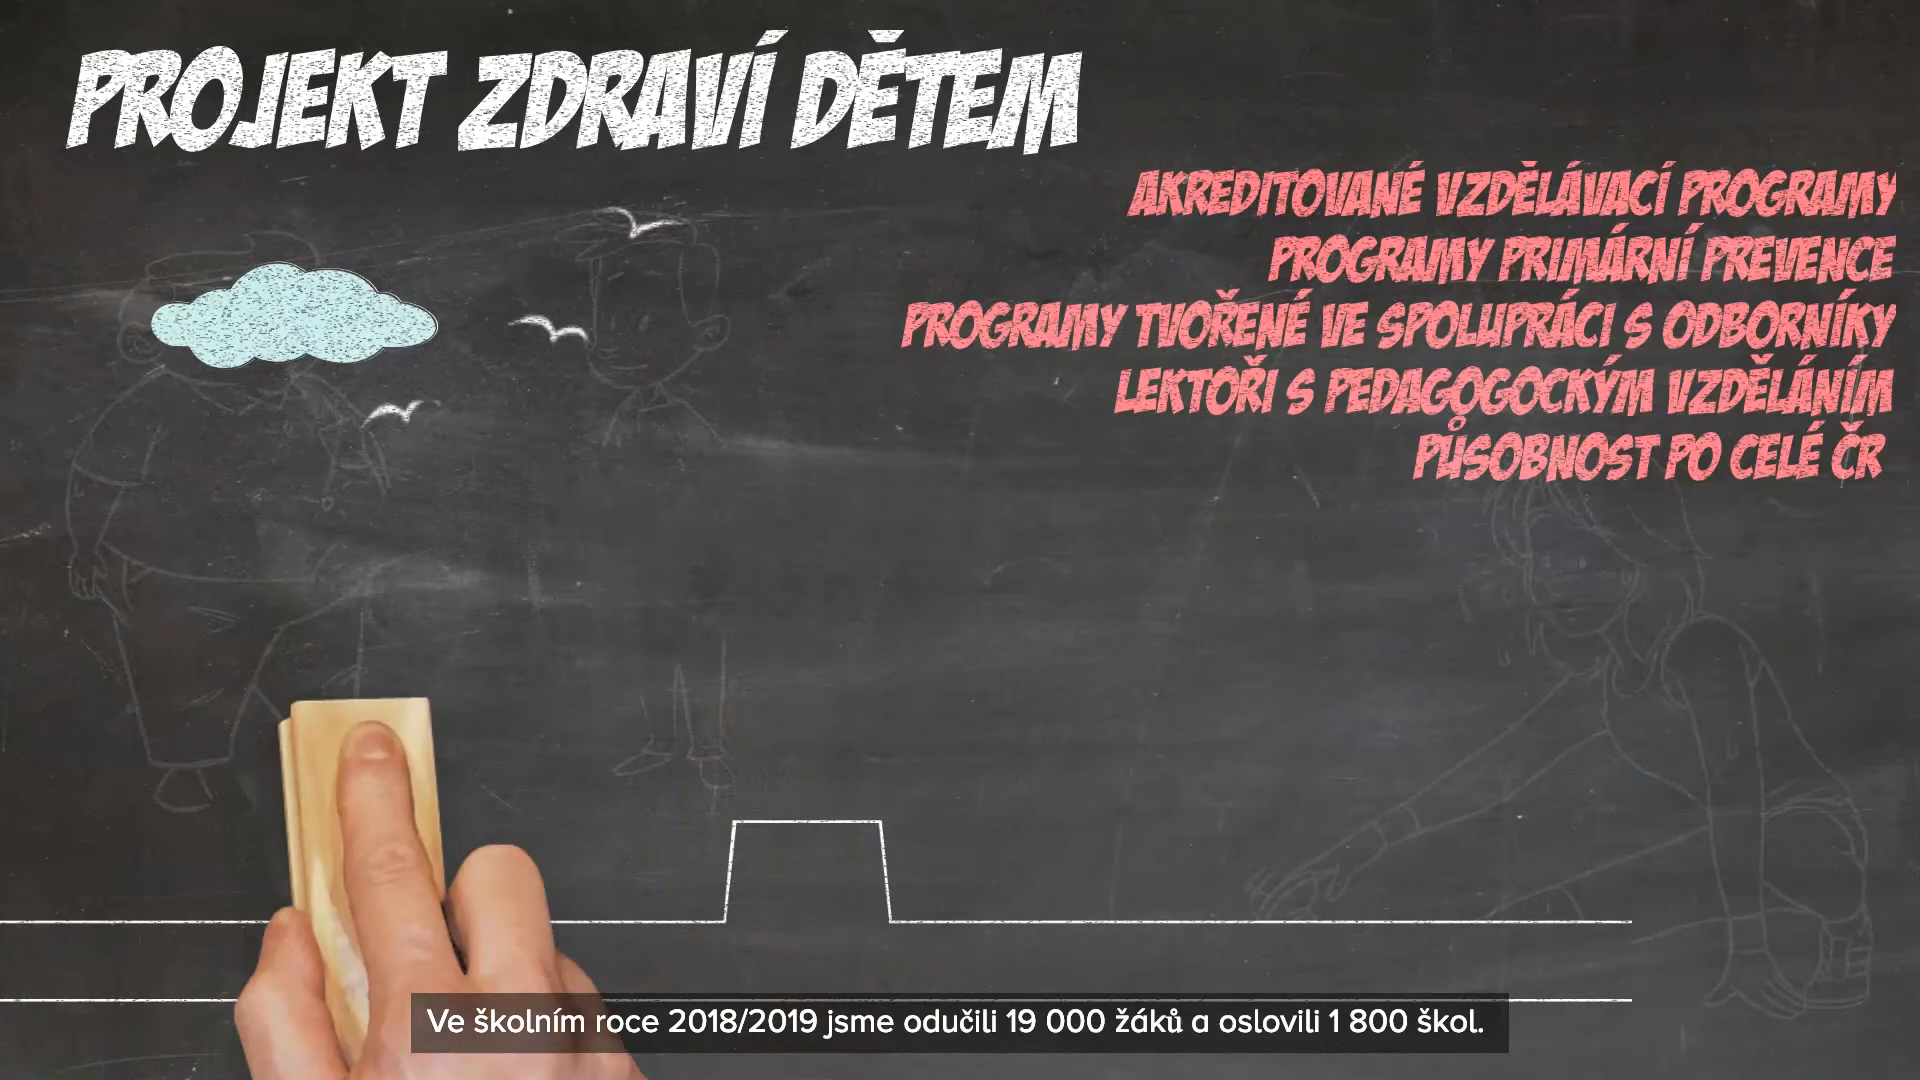 PROJEKT ZDRAVÍ DĚTEM
AKREDITOVANÉ VZDĚLÁVACÍ PROGRAMY
PROGRAMY PRIMÁRNÍ PREVENCE
PROGRAMY TVOŘENÉ VE SPOLUPRÁCI S ODBORNÍKY
LEKTOŘI S PEDAGOGOCKÝM VZDĚLÁNÍM
PŮSOBNOST PO CELÉ ČR
Ve školním roce 2018/2019 jsme odučili 19 000 žáků a oslovili 1 800 škol.